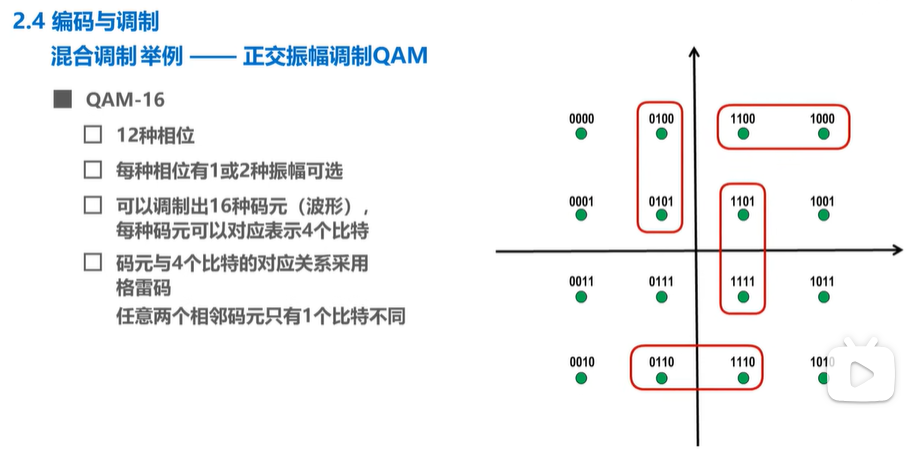 2.4 编码与调制
混合调制 举例 —— 正交振幅调制QAM
QAM-16
12种相位
每种相位有1或2种振幅可选
可以调制出16种码元（波形），
每种码元可以对应表示4个比特
码元与4个比特的对应关系采用
格雷码
任意两个相邻码元只有1个比特不同
0000 0100 1100 1000
0001 0101 1101 1001
0011 0111 1111 1011
0010 0110 1110 1010